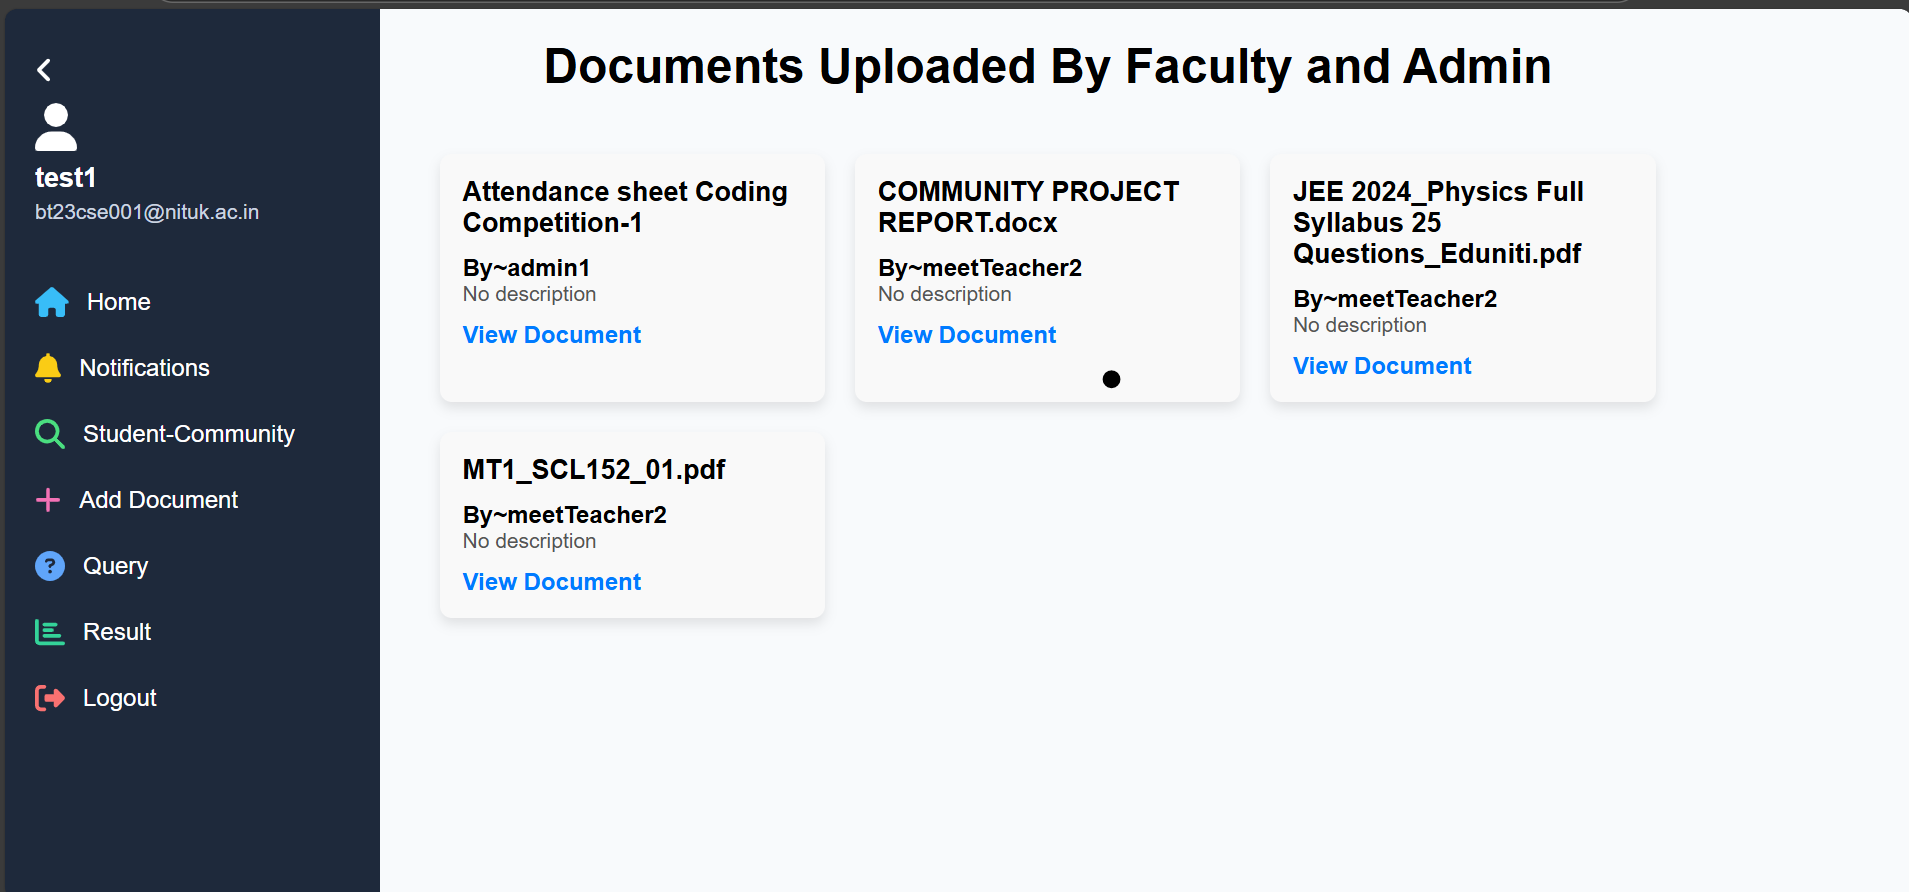 test1
bt23cse001@nituk.ac.in
Home
Notifications
Student-Community
Add Document
Query
Result
Logout
Documents Uploaded By Faculty and Admin
Attendance sheet Coding
Competition-1
By~admin1
No description
View Document
COMMUNITY PROJECT
REPORT.docx
By~meetTeacher2
No description
View Document
JEE 2024_Physics Full
Syllabus 25
Questions_Eduniti.pdf
By~meetTeacher2
No description
View Document
MT1_SCL152_01.pdf
By~meetTeacher2
No description
View Document